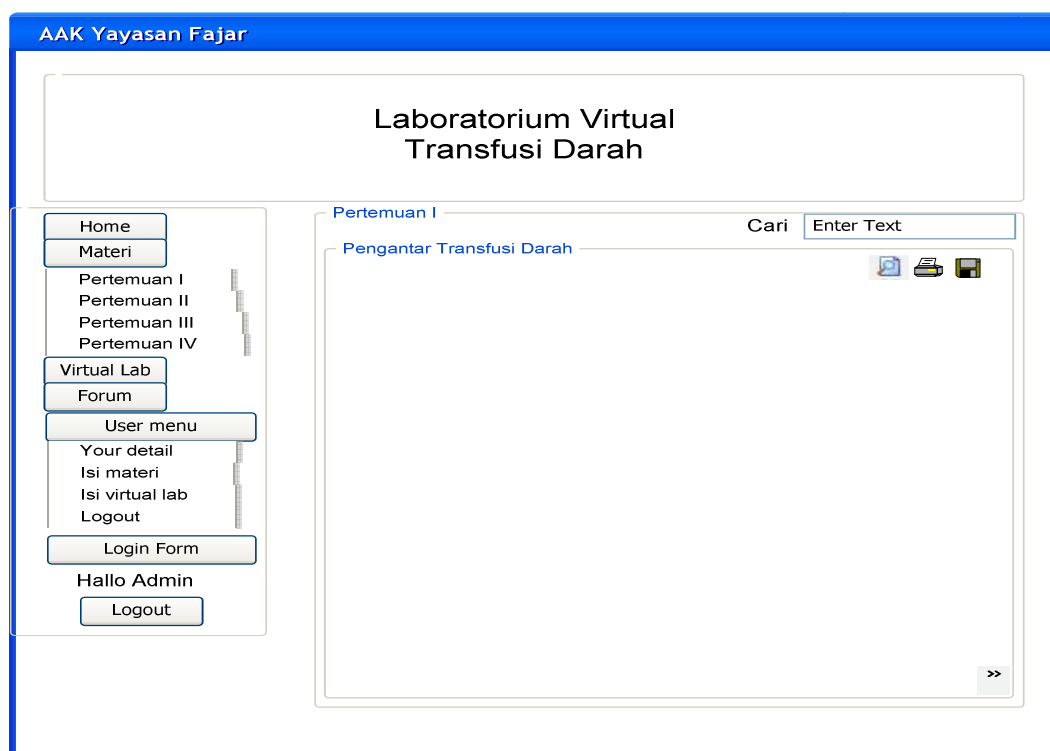 AAK Yayasan Fajar
Laboratorium Virtual
Transfusi Darah
Home
Materi
Pertemuan I
Pertemuan II
Pertemuan III
Pertemuan IV
Virtual Lab
Forum
User menu
Your detail
Isi materi
Isi virtual lab
Logout
Login Form
Hallo Admin
Logout
Pertemuan I
Cari
Enter Text
Pengantar Transfusi Darah
>>